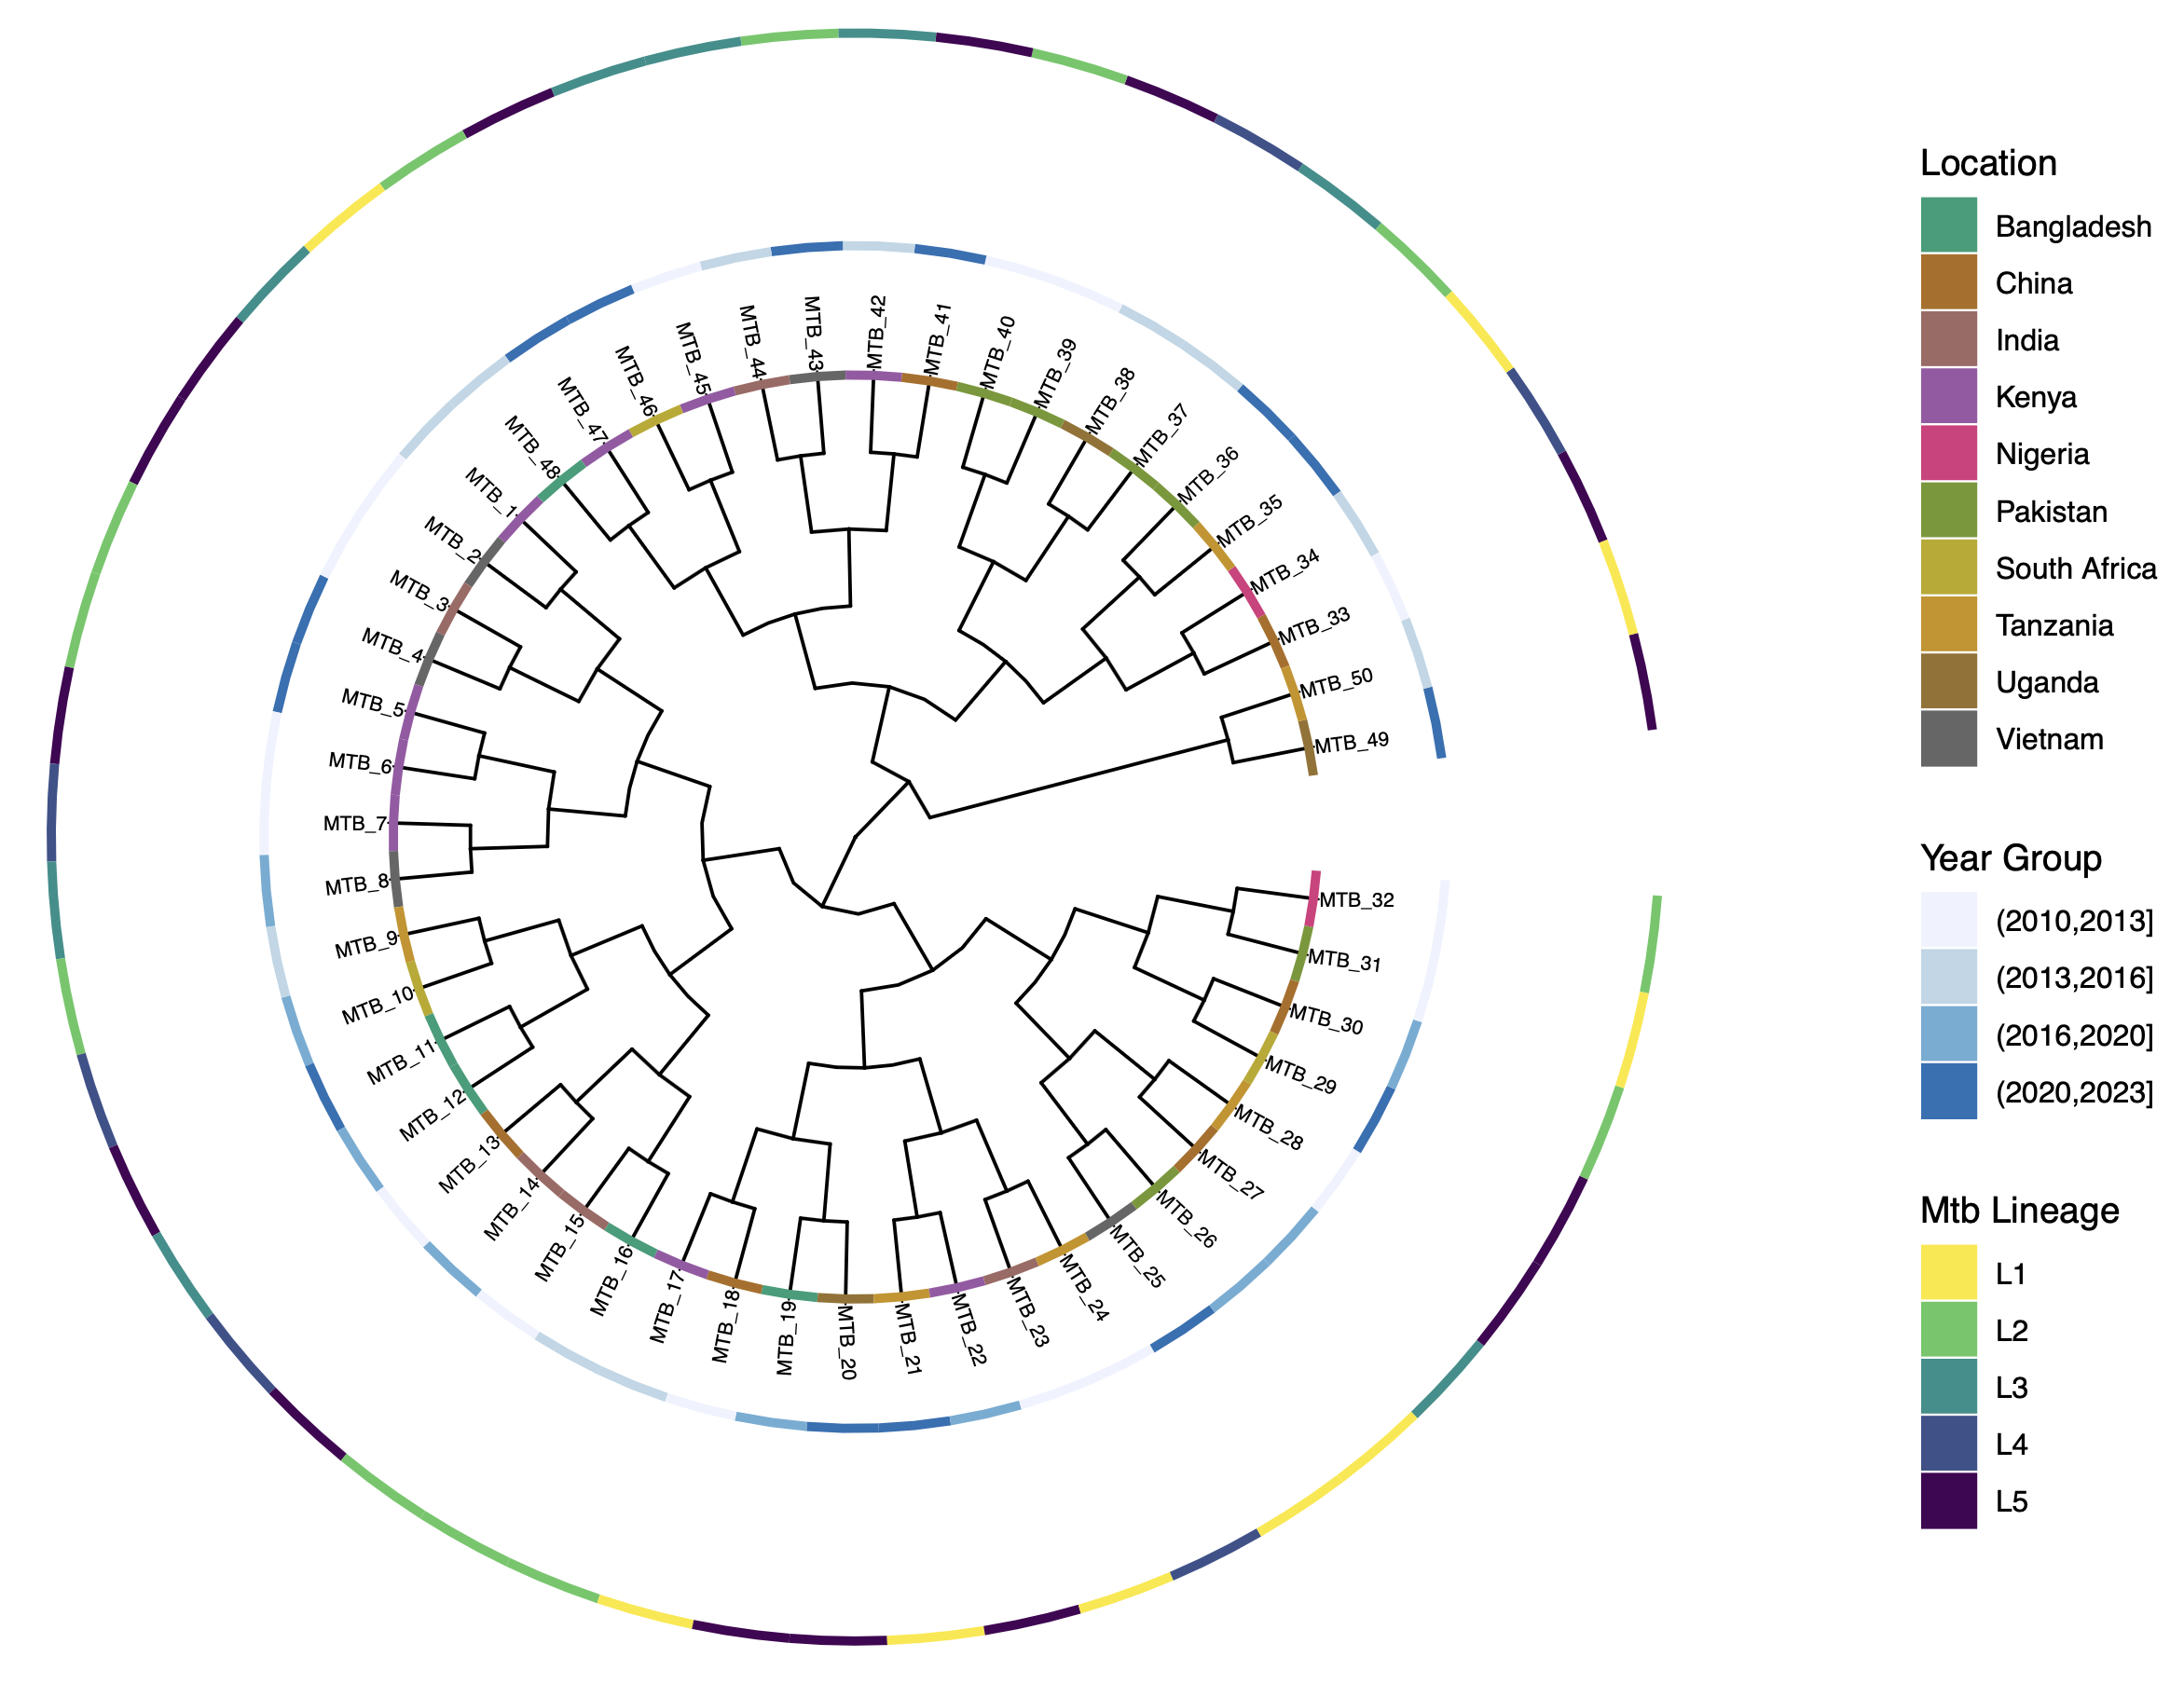 MTB_42
MTB_41
MTB_43
MTB_44
MTB_40
MTB_45
MTB_39
MTB_46
MTB_38
MTB_47
MTB_37
MTB_48
MTB_36
MTB_1
MTB_35
MTB_2
MTB_34
MTB_3
MTB_33
MTB_4
MTB_50
MTB_5
MTB_49
MTB_6
MTB_7
MTB_8
MTB_32
MTB_9
MTB_31
MTB_10
MTB_30
MTB_11
MTB_29
MTB_12
MTB_28
MTB_13
MTB_27
MTB_14
MTB_26
MTB_15
MTB_25
MTB_16
MTB_24
MTB_17
MTB_23
MTB_18
MTB_22
MTB_19
MTB_20
MTB_21
Location
Bangladesh
China
India
Kenya
Nigeria
Pakistan
South Africa
Tanzania
Uganda
Vietnam
Year Group
(2010,2013]
(2013,2016]
(2016,2020]
(2020,2023]
Mtb Lineage
L1
L2
L3
L4
L5